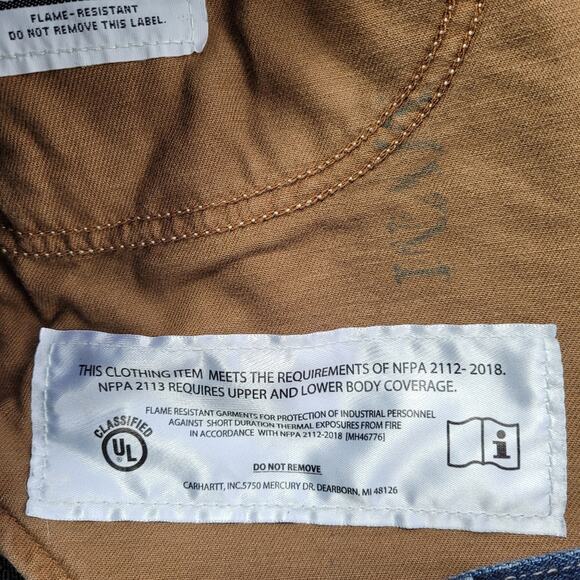 FLAME-RESISTANT
DO NOT REMOVE THIS LABEL.
THIS CLOTHING ITEM MEETS THE REQUIREMENTS OF NFPA 2112- 2018.
NFPA 2113 REQUIRES UPPER AND LOWER BODY COVERAGE.
FLAME RESISTANT GARMENTS FOR PROTECTION OF INDUSTRIAL PERSONNEL
AGAINST SHORT DURATION THERMAL EXPOSURES FROM FIRE
IN ACCORDANCE WITH NFPA 2112-2018 [MH46776]
CLASSIFIED
UL
®
i
DO NOT REMOVE
CARHARTT, INC.5750 MERCURY DR. DEARBORN, MI 48126